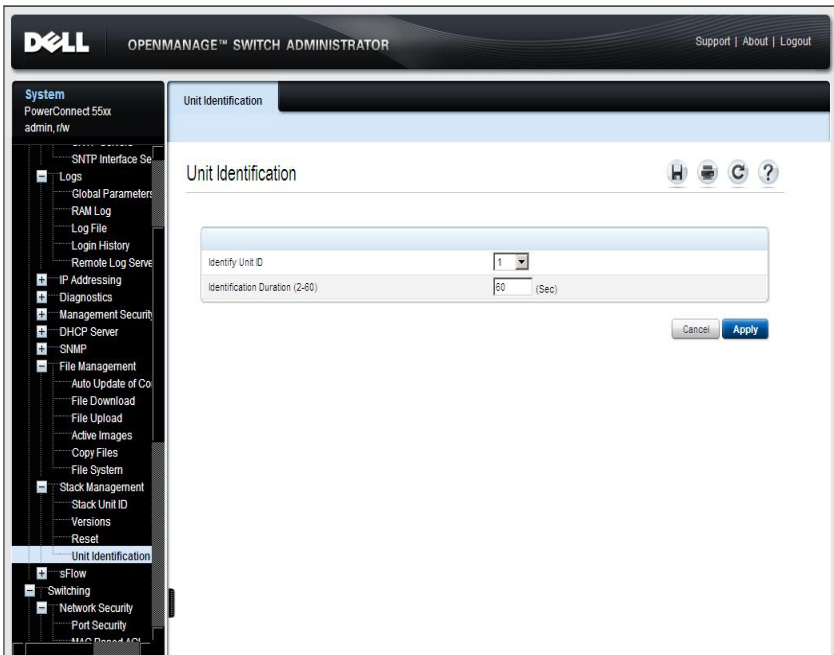 DELL
OPENMANAGE™ SWITCH ADMINISTRATOR
Support | About | Logout
System
PowerConnect 55xx
admin, r/w
Unit Identification
SNTP Interface Se
Logs
Global Parameters
RAM Log
Log File
Login History
Remote Log Serve
IP Addressing
Diagnostics
Management Security
DHCP Server
SNMP
File Management
Auto Update of Co
File Download
File Upload
Active Images
Copy Files
File System
Stack Management
Stack Unit ID
Versions
Reset
Unit Identification
sFlow
Switching
Network Security
Port Security
Unit Identification
H C ?
Identify Unit ID 1
Identification Duration (2-60) 60 (Sec)
Cancel Apply